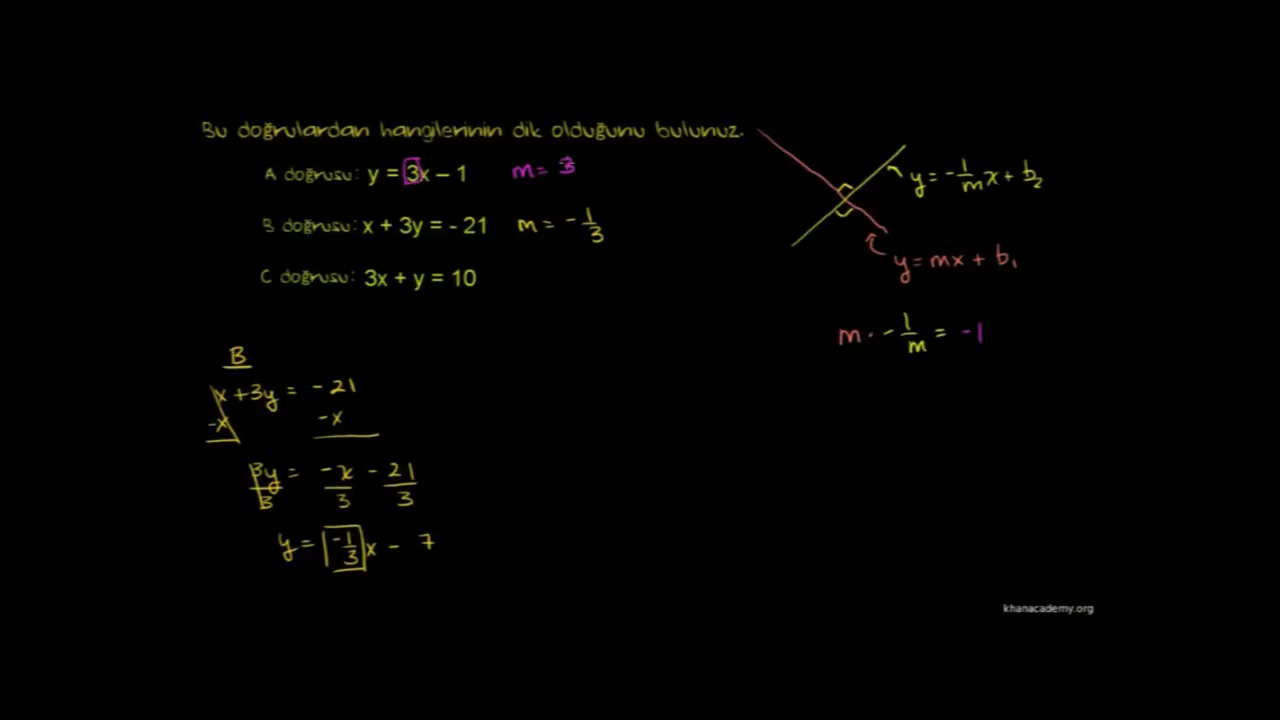 Bu doğrulardan hangilerinin dik olduğunu bulunuz.
A doğrusu: y = 3x – 1 m = 3
B doğrusu: x + 3y = - 21 m = - 1/3
C doğrusu: 3x + y = 10
y = - 1/m x + b₂
y = mx + b₁
m · - 1/m = -1
B
x + 3y = - 21
-x -x
3y/3 = -x/3 - 21/3
y = -1/3 x - 7
khanacademy.org